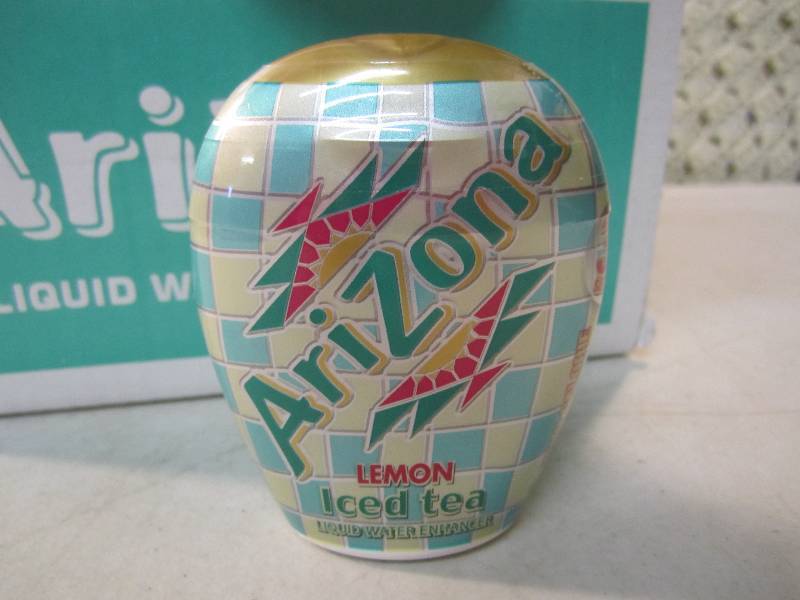 Ari
LIQUID W
AriZona
LEMON
Iced tea
LIQUID WATER ENHANCER